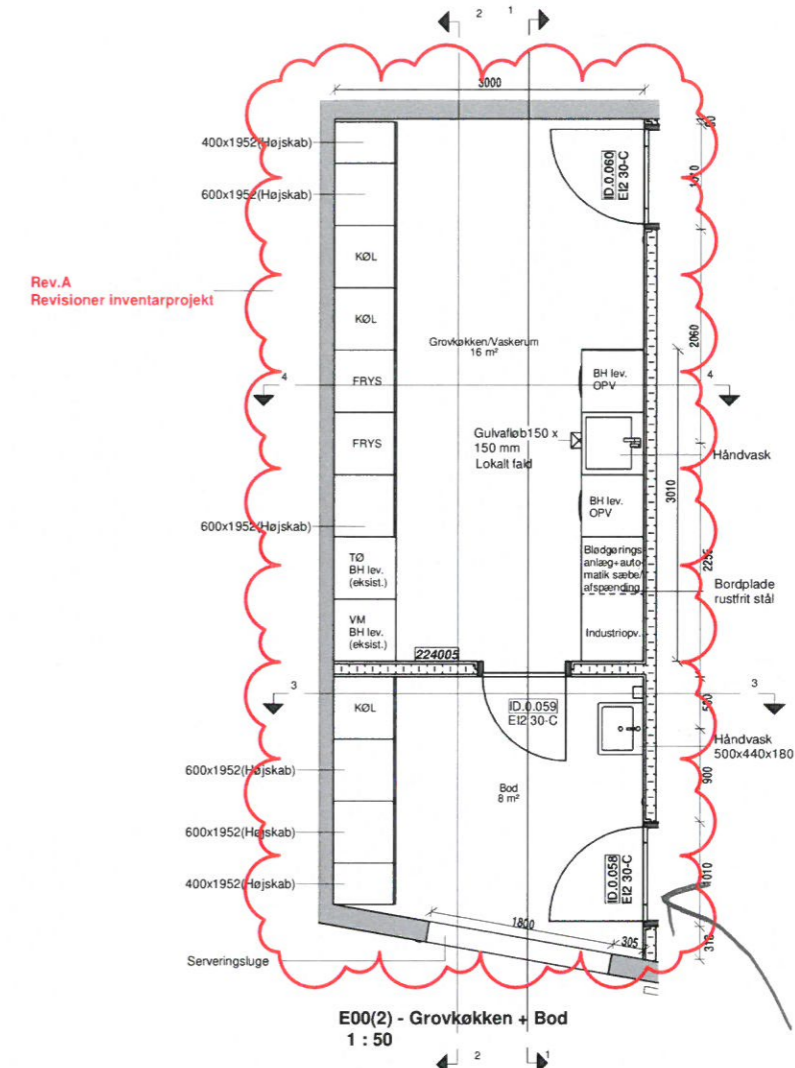 2
1
3000
400x1952(Højskab)
600x1952(Højskab)
ID.0.060
EI2 30-C
1010
KØL
Rev.A
Revisioner inventarprojekt
KØL
2060
Grovkøkken/Vaskerum
16 m²
4
4
FRYS
BH lev.
OPV
FRYS
Gulvafløb150 x
150 mm
Lokalt fald
Håndvask
3010
BH lev.
OPV
600x1952(Højskab)
TØ
BH lev.
(eksist.)
Blødgørings
anlæg+auto-
matik sæbe/
afspænding
2255
Bordplade
rustfrit stål
VM
BH lev.
(eksist.)
Industriopv.
224005
3
3
KØL
ID.0.059
EI2 30-C
Håndvask
500x440x180
600x1952(Højskab)
900
Bod
8 m²
600x1952(Højskab)
400x1952(Højskab)
ID.0.058
EI2 30-C
1010
1800
305
Serveringsluge
E00(2) - Grovkøkken + Bod
1 : 50
2
1